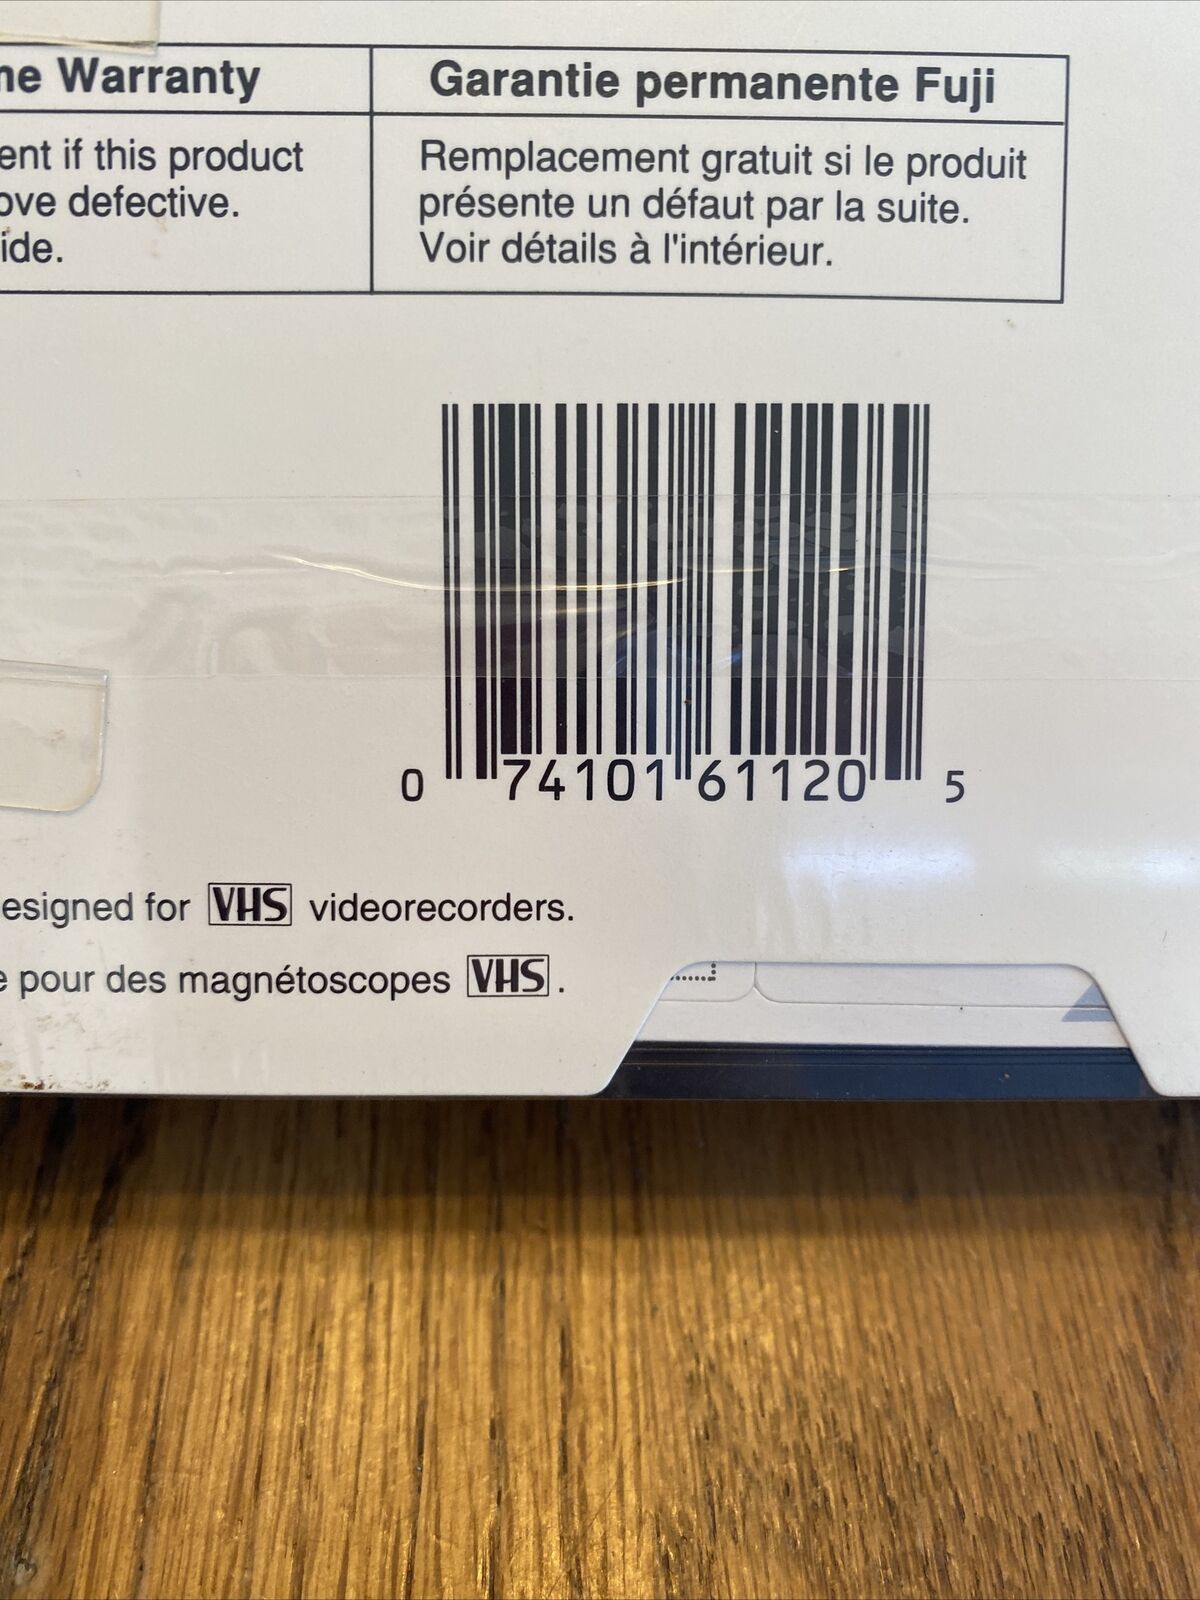 me Warranty
ent if this product
ove defective.
ide.
Garantie permanente Fuji
Remplacement gratuit si le produit
présente un défaut par la suite.
Voir détails à l'intérieur.
0 74101 61120 5
esigned for VHS videorecorders.
e pour des magnétoscopes VHS.